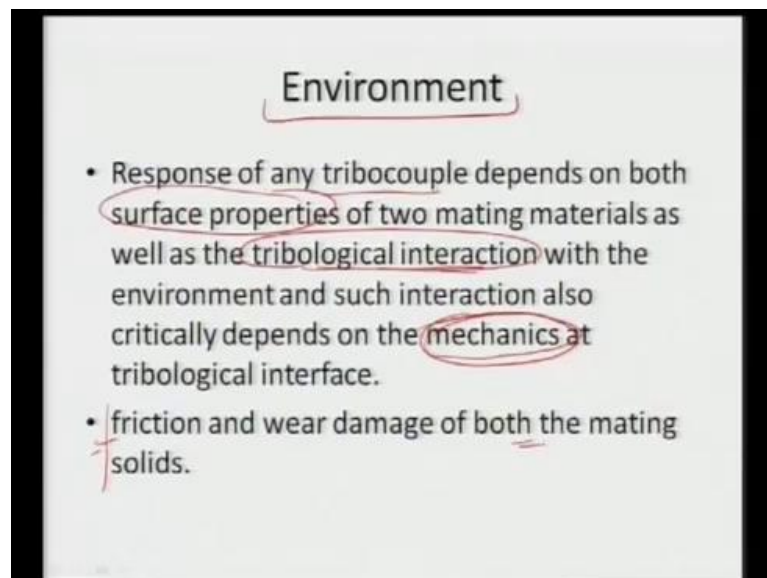 Environment
• Response of any tribocouple depends on both
surface properties of two mating materials as
well as the tribological interaction with the
environment and such interaction also
critically depends on the mechanics at
tribological interface.
• friction and wear damage of both the mating
solids.